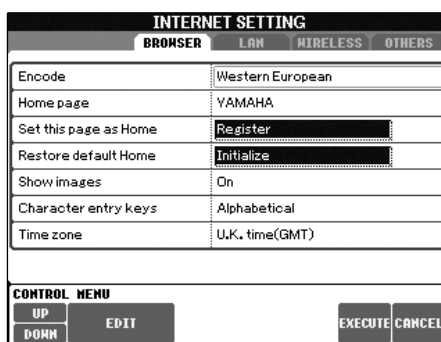 INTERNET SETTING
BROWSER LAN WIRELESS OTHERS
Encode Western European
Home page YAMAHA
Set this page as Home Register
Restore default Home Initialize
Show images On
Character entry keys Alphabetical
Time zone U.K. time(GMT)
CONTROL MENU
UP
DOWN
EDIT
EXECUTE CANCEL